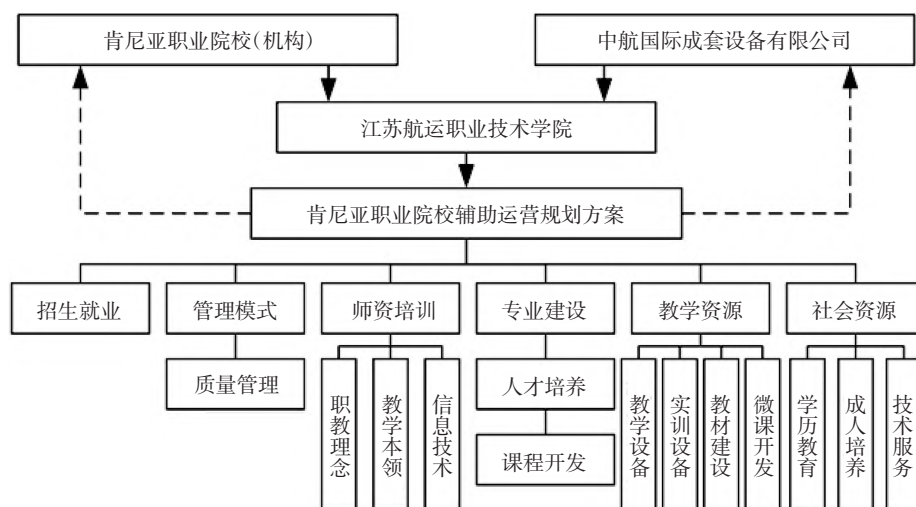 肯尼亚职业院校(机构)
中航国际成套设备有限公司
江苏航运职业技术学院
肯尼亚职业院校辅助运营规划方案
招生就业
管理模式
师资培训
专业建设
教学资源
社会资源
质量管理
人才培养
课程开发
职教理念
教学本领
信息技术
教学设备
实训设备
教材建设
微课开发
学历教育
成人培养
技术服务